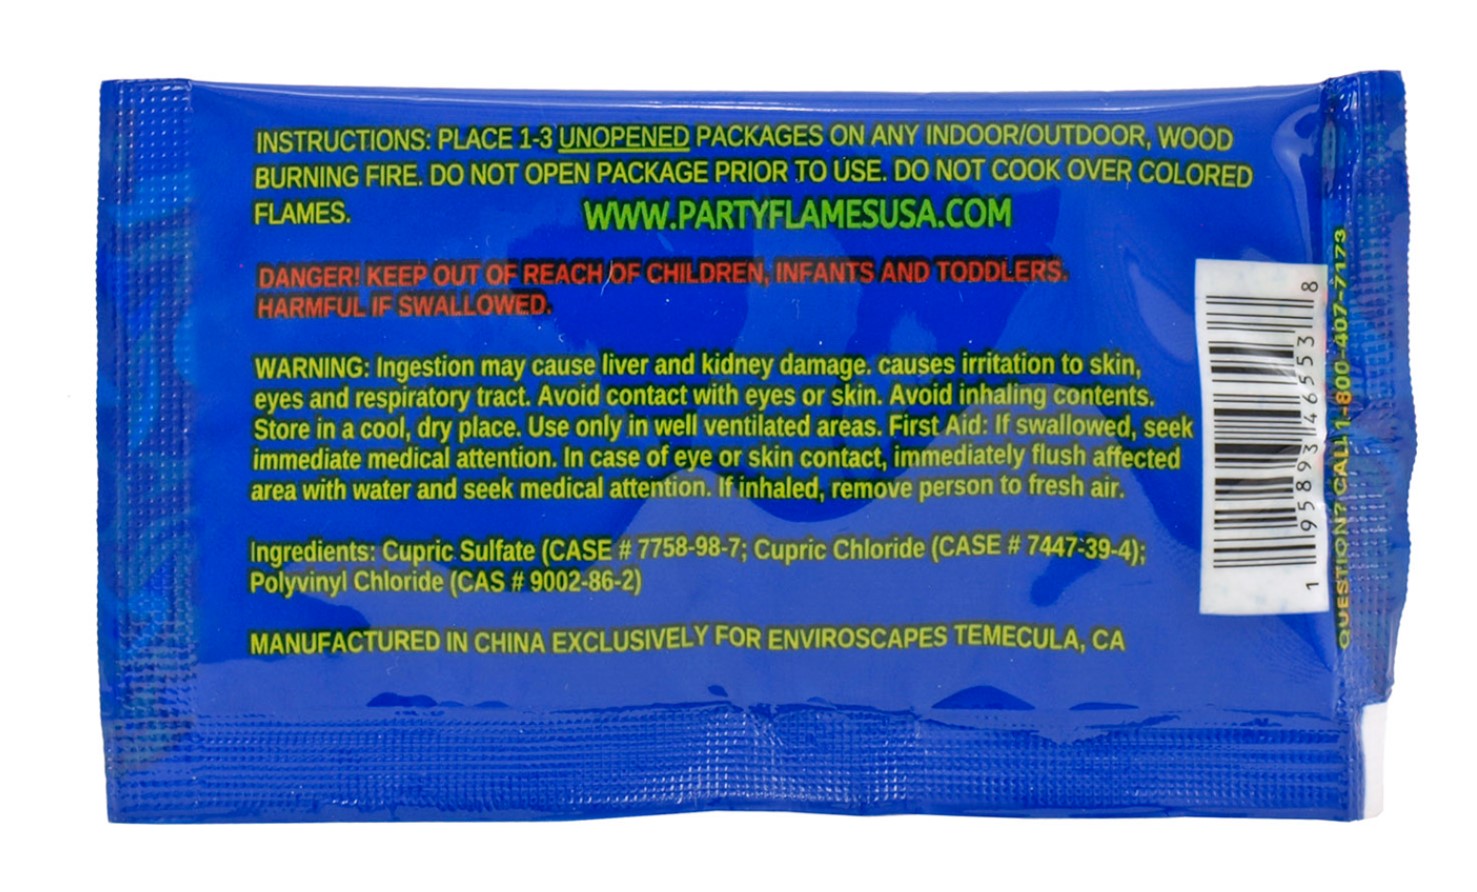 INSTRUCTIONS: PLACE 1-3 UNOPENED PACKAGES ON ANY INDOOR/OUTDOOR, WOOD
BURNING FIRE. DO NOT OPEN PACKAGE PRIOR TO USE. DO NOT COOK OVER COLORED
FLAMES.
WWW.PARTYFLAMESUSA.COM
DANGER! KEEP OUT OF REACH OF CHILDREN, INFANTS AND TODDLERS.
HARMFUL IF SWALLOWED.
WARNING: Ingestion may cause liver and kidney damage. causes irritation to skin,
eyes and respiratory tract. Avoid contact with eyes or skin. Avoid inhaling contents.
Store in a cool, dry place. Use only in well ventilated areas. First Aid: If swallowed, seek
immediate medical attention. In case of eye or skin contact, immediately flush affected
area with water and seek medical attention. If inhaled, remove person to fresh air.
Ingredients: Cupric Sulfate (CASE # 7758-98-7; Cupric Chloride (CASE # 7447-39-4);
Polyvinyl Chloride (CAS # 9002-86-2)
MANUFACTURED IN CHINA EXCLUSIVELY FOR ENVIROSCAPES TEMECULA, CA
1 95893 46553 8
QUESTION? CALL 1-800-407-7173